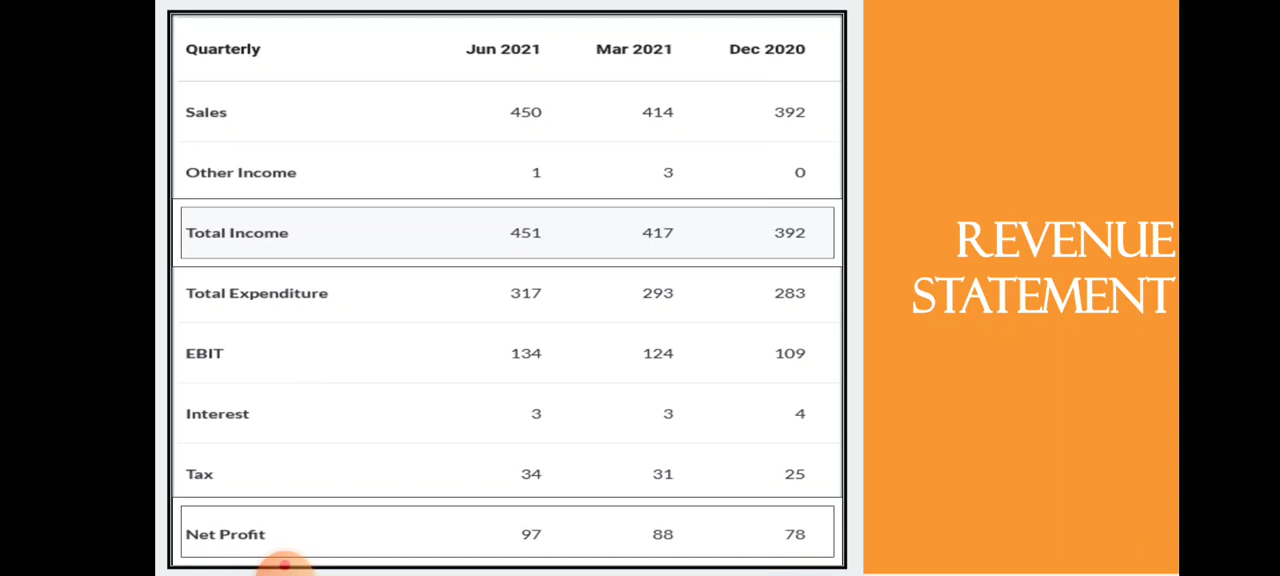 Quarterly Jun 2021 Mar 2021 Dec 2020
Sales 450 414 392
Other Income 1 3 0
Total Income 451 417 392
Total Expenditure 317 293 283
EBIT 134 124 109
Interest 3 3 4
Tax 34 31 25
Net Profit 97 88 78
REVENUE
STATEMENT